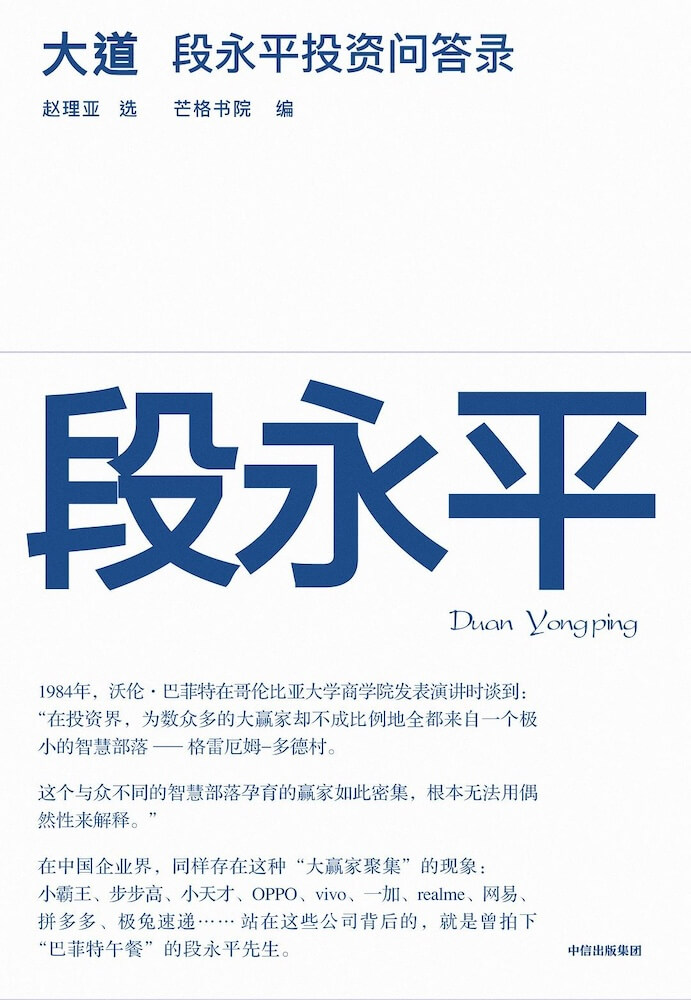 大道 段永平投资问答录
赵理亚 选 芒格书院 编
段永平
Duan Yongping
1984年，沃伦·巴菲特在哥伦比亚大学商学院发表演讲时谈到：
“在投资界，为数众多的大赢家却不成比例地全都来自一个极
小的智慧部落 —— 格雷厄姆–多德村。
这个与众不同的智慧部落孕育的赢家如此密集，根本无法用偶
然性来解释。”
在中国企业界，同样存在这种“大赢家聚集”的现象：
小霸王、步步高、小天才、OPPO、vivo、一加、realme、网易、
拼多多、极兔速递…… 站在这些公司背后的，就是曾拍下
“巴菲特午餐”的段永平先生。
中信出版集团